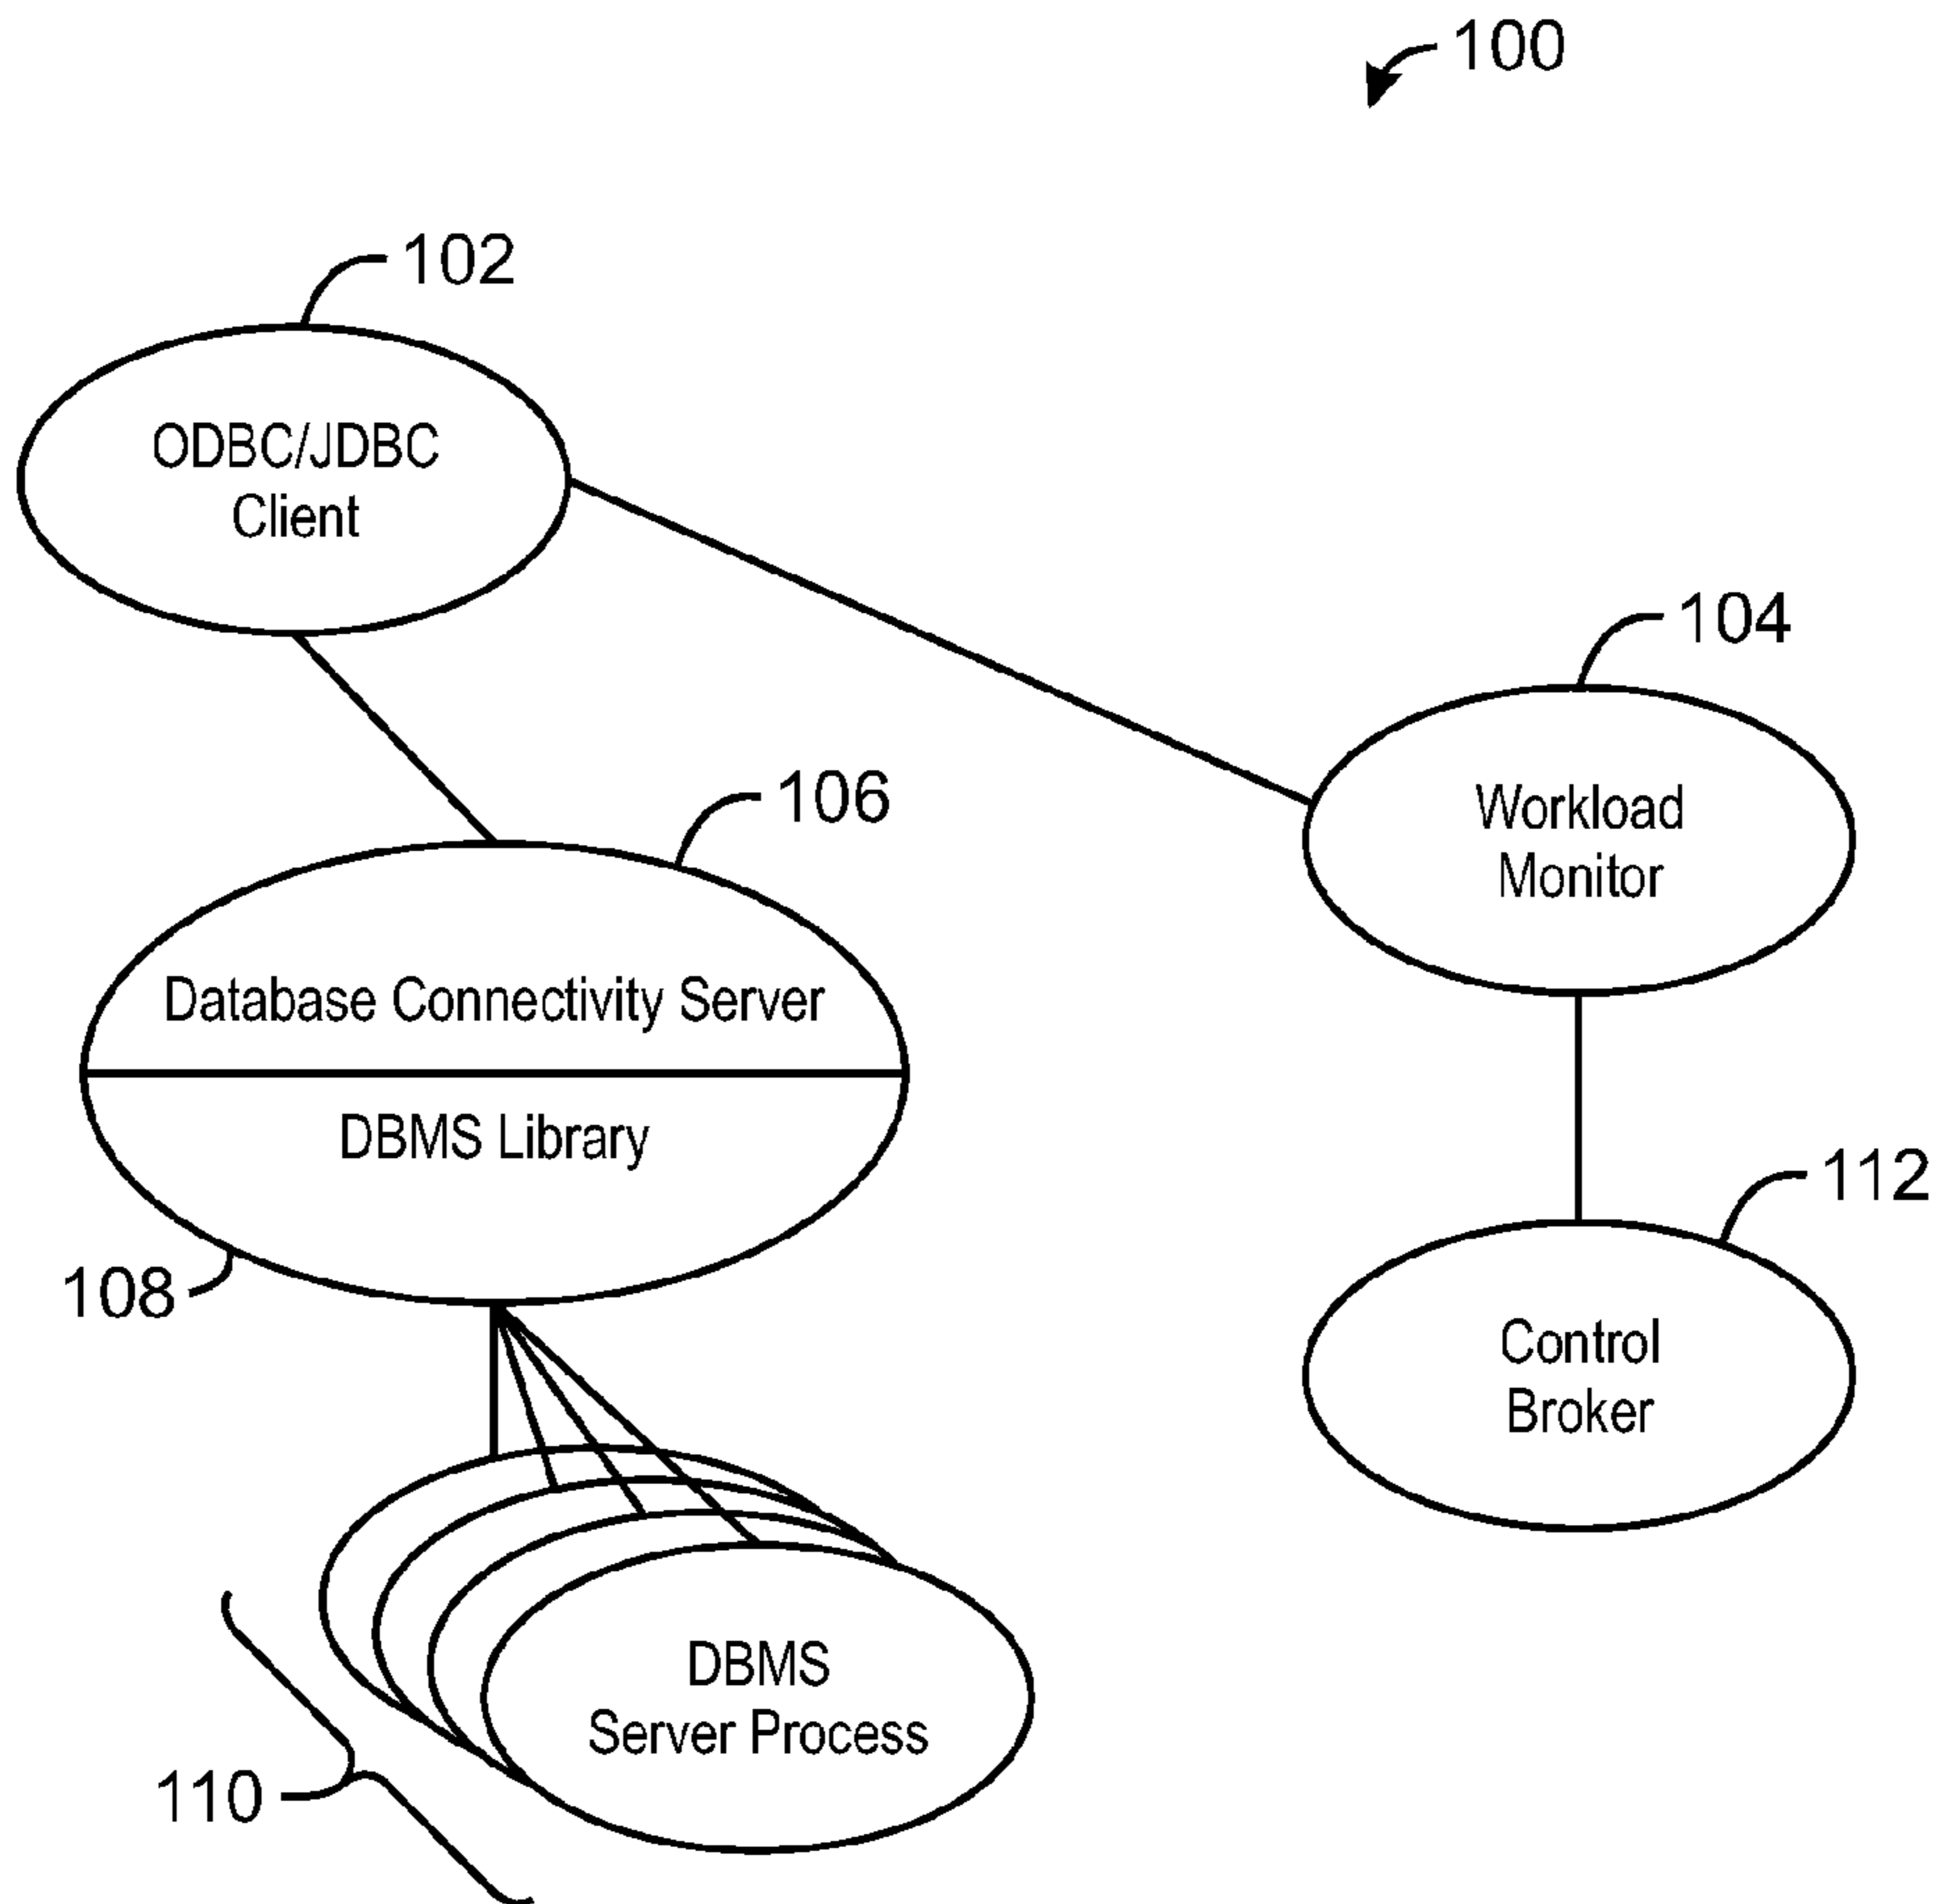 100
102
ODBC/JDBC
Client
104
Workload
Monitor
106
Database Connectivity Server
DBMS Library
108
112
Control
Broker
DBMS
Server Process
110